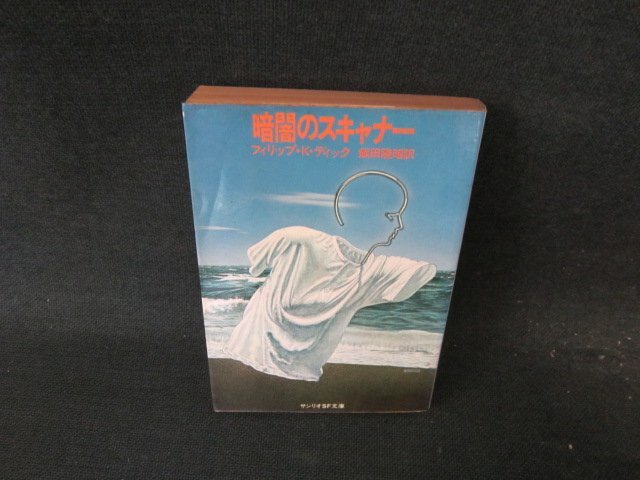 暗闇のスキャナー
フィリップ・K・ディック 飯田隆昭訳
サンリオSF文庫